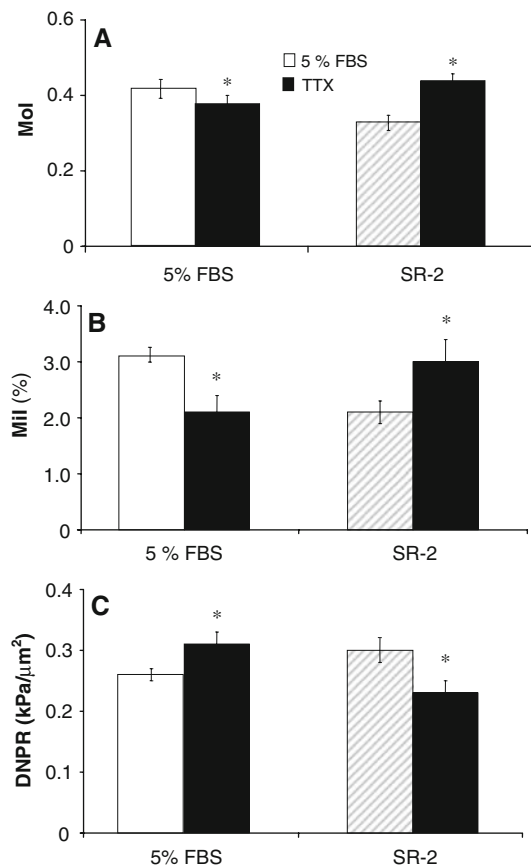 A
0.6
0.4
0.2
0
MoI
5 % FBS
TTX
*
*
5% FBS
SR-2
B
4.0
3.0
2.0
1.0
0
MiI (%)
*
*
5 % FBS
SR-2
C
0.4
0.3
0.2
0.1
0
DNPR (kPa/µm²)
*
*
5% FBS
SR-2